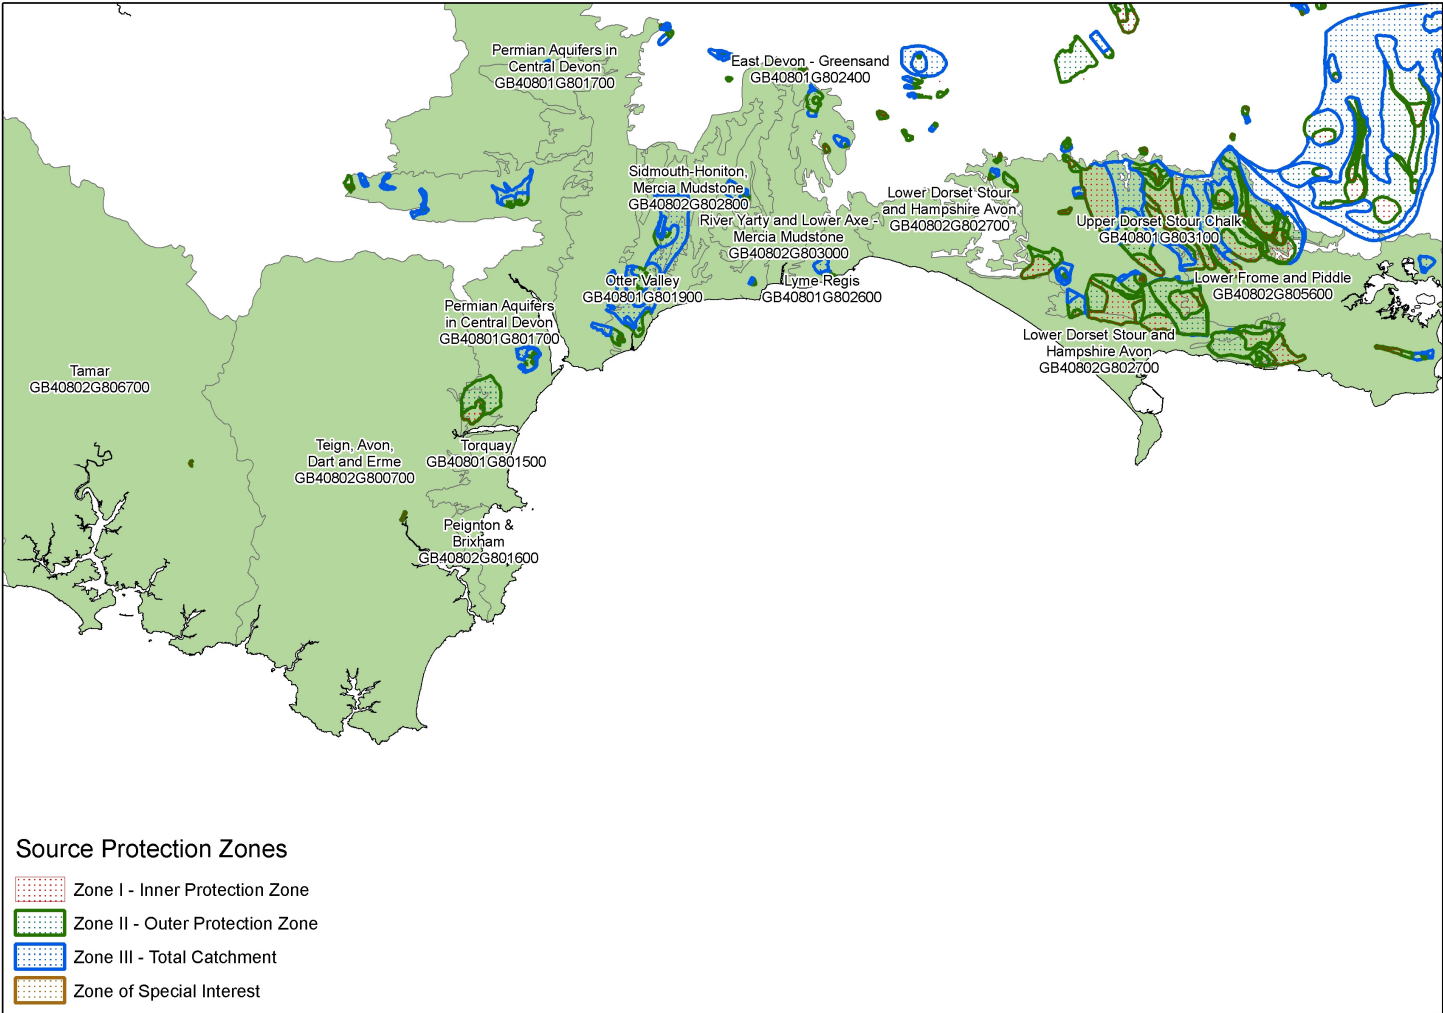 Permian Aquifers in
Central Devon
GB40801G801700
East Devon - Greensand
GB40801G802400
Sidmouth-Honiton,
Mercia Mudstone
GB40802G802800
Lower Dorset Stour
and Hampshire Avon
GB40802G802700
River Yarty and Lower Axe -
Mercia Mudstone
GB40802G803000
Upper Dorset Stour Chalk
GB40801G803100
Otter Valley
GB40801G801900
Lyme Regis
GB40801G802600
Lower Frome and Piddle
GB40802G805600
Permian Aquifers
in Central Devon
GB40801G801700
Lower Dorset Stour and
Hampshire Avon
GB40802G802700
Tamar
GB40802G806700
Teign, Avon,
Dart and Erme
GB40802G800700
Torquay
GB40801G801500
Peignton &
Brixham
GB40802G801600
Source Protection Zones
Zone I - Inner Protection Zone
Zone II - Outer Protection Zone
Zone III - Total Catchment
Zone of Special Interest